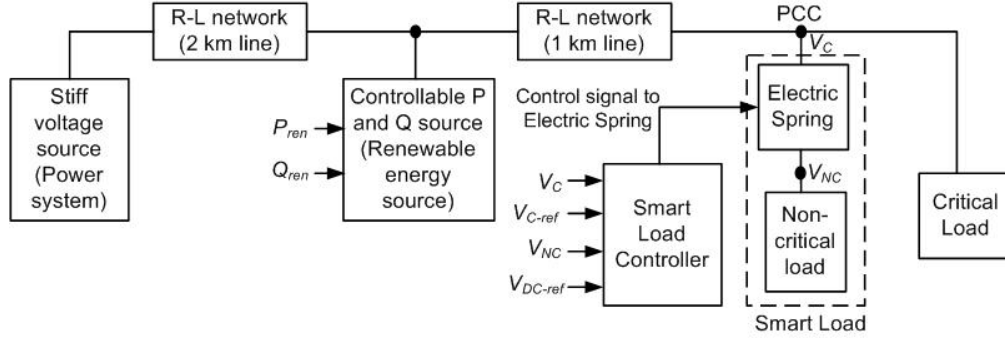 R-L network
(2 km line)
R-L network
(1 km line)
PCC
V_C
Stiff
voltage
source
(Power
system)
P_ren
Q_ren
Controllable P
and Q source
(Renewable
energy
source)
Control signal to
Electric Spring
Electric
Spring
V_NC
V_C
V_C-ref
V_NC
V_DC-ref
Smart
Load
Controller
Non-
critical
load
Critical
Load
Smart Load